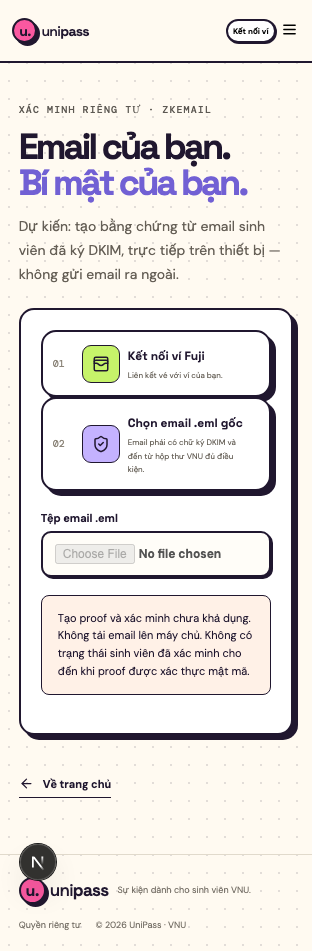 u. unipass
Kết nối ví
XÁC MINH RIÊNG TƯ · ZKEMAIL
Email của bạn.
Bí mật của bạn.
Dự kiến: tạo bằng chứng từ email sinh
viên đã ký DKIM, trực tiếp trên thiết bị —
không gửi email ra ngoài.
01
Kết nối ví Fuji
Liên kết vé với ví của bạn.
02
Chọn email .eml gốc
Email phải có chữ ký DKIM và
đến từ hộp thư VNU đủ điều
kiện.
Tệp email .eml
Choose File No file chosen
Tạo proof và xác minh chưa khả dụng.
Không tải email lên máy chủ. Không có
trạng thái sinh viên đã xác minh cho
đến khi proof được xác thực mật mã.
← Về trang chủ
N
u. unipass Sự kiện dành cho sinh viên VNU.
Quyền riêng tư © 2026 UniPass · VNU